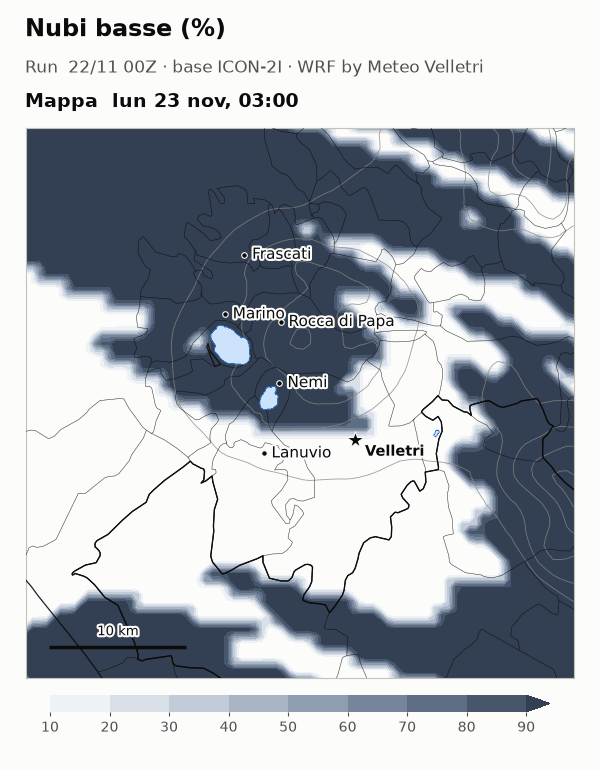 Nubi basse (%)
Run  22/11 00Z · base ICON-2I · WRF by Meteo Velletri
Mappa  lun 23 nov, 03:00
Frascati
Marino
Rocca di Papa
Nemi
Velletri
Lanuvio
10 km
10 20 30 40 50 60 70 80 90